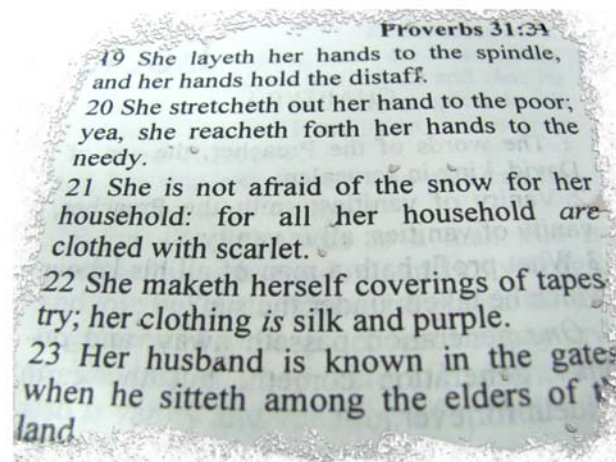 Proverbs 31:31
19 She layeth her hands to the spindle,
and her hands hold the distaff.
20 She stretcheth out her hand to the poor;
yea, she reacheth forth her hands to the
needy.
21 She is not afraid of the snow for her
household: for all her household are
clothed with scarlet.
22 She maketh herself coverings of tapes
try; her clothing is silk and purple.
23 Her husband is known in the gates
when he sitteth among the elders of
land